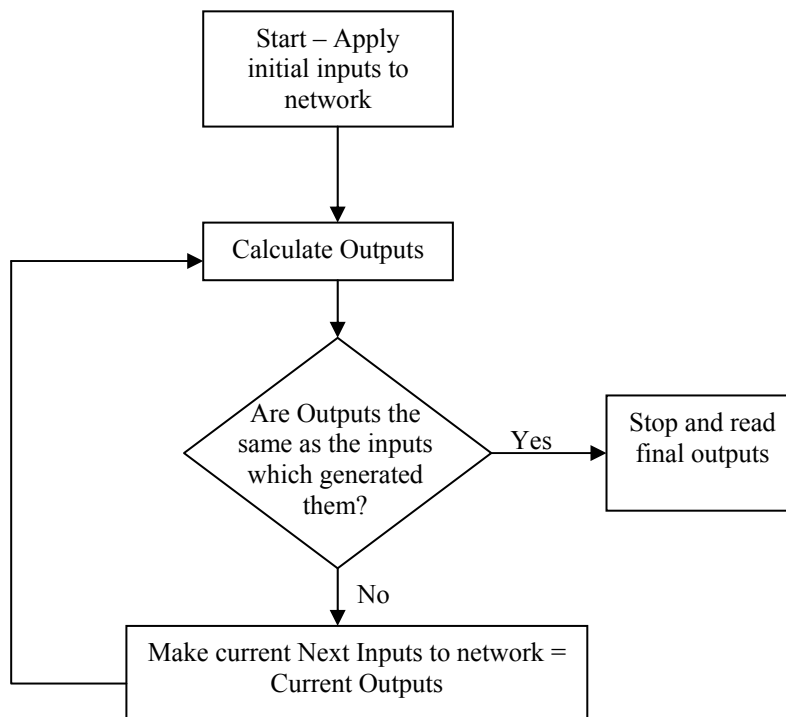 Start – Apply
initial inputs to
network
Calculate Outputs
Are Outputs the
same as the inputs
which generated
them?
Yes
Stop and read
final outputs
No
Make current Next Inputs to network =
Current Outputs